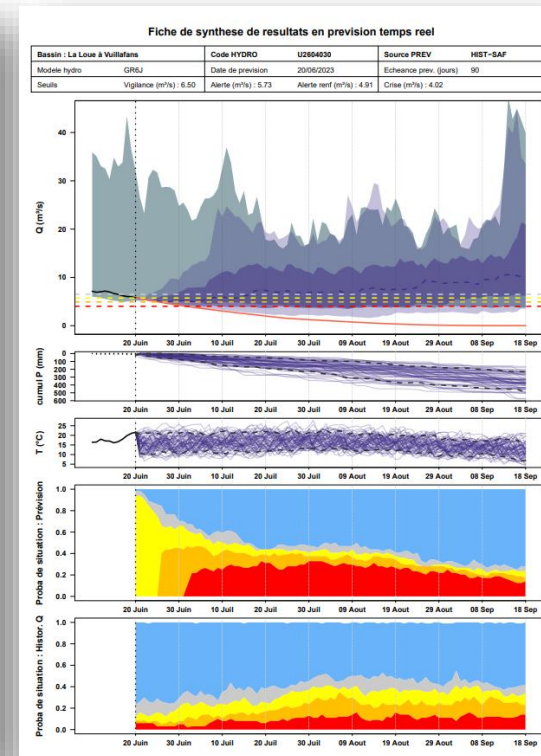 Fiche de synthese de resultats en prevision temps reel
Bassin : La Loue à Vuillafans Code HYDRO U2604030 Source PREV HIST−SAF
Modele hydro GR6J Date de prevision 20/06/2023 Echeance prev. (jours) 90
Seuils Vigilance (m³/s) : 6.50 Alerte (m³/s) : 5.73 Alerte renf (m³/s) : 4.91 Crise (m³/s) : 4.02
Q (m³/s)
40
30
20
10
0
20 Juin 30 Juin 10 Juil 20 Juil 30 Juil 09 Aout 19 Aout 29 Aout 08 Sep 18 Sep
cumul P (mm)
0
100
200
300
400
500
600
20 Juin 30 Juin 10 Juil 20 Juil 30 Juil 09 Aout 19 Aout 29 Aout 08 Sep 18 Sep
T (°C)
25
20
15
10
5
20 Juin 30 Juin 10 Juil 20 Juil 30 Juil 09 Aout 19 Aout 29 Aout 08 Sep 18 Sep
Proba de situation : Prévision
1.0
0.8
0.6
0.4
0.2
0.0
20 Juin 30 Juin 10 Juil 20 Juil 30 Juil 09 Aout 19 Aout 29 Aout 08 Sep 18 Sep
Proba de situation : Histor. Q
1.0
0.8
0.6
0.4
0.2
0.0
20 Juin 30 Juin 10 Juil 20 Juil 30 Juil 09 Aout 19 Aout 29 Aout 08 Sep 18 Sep